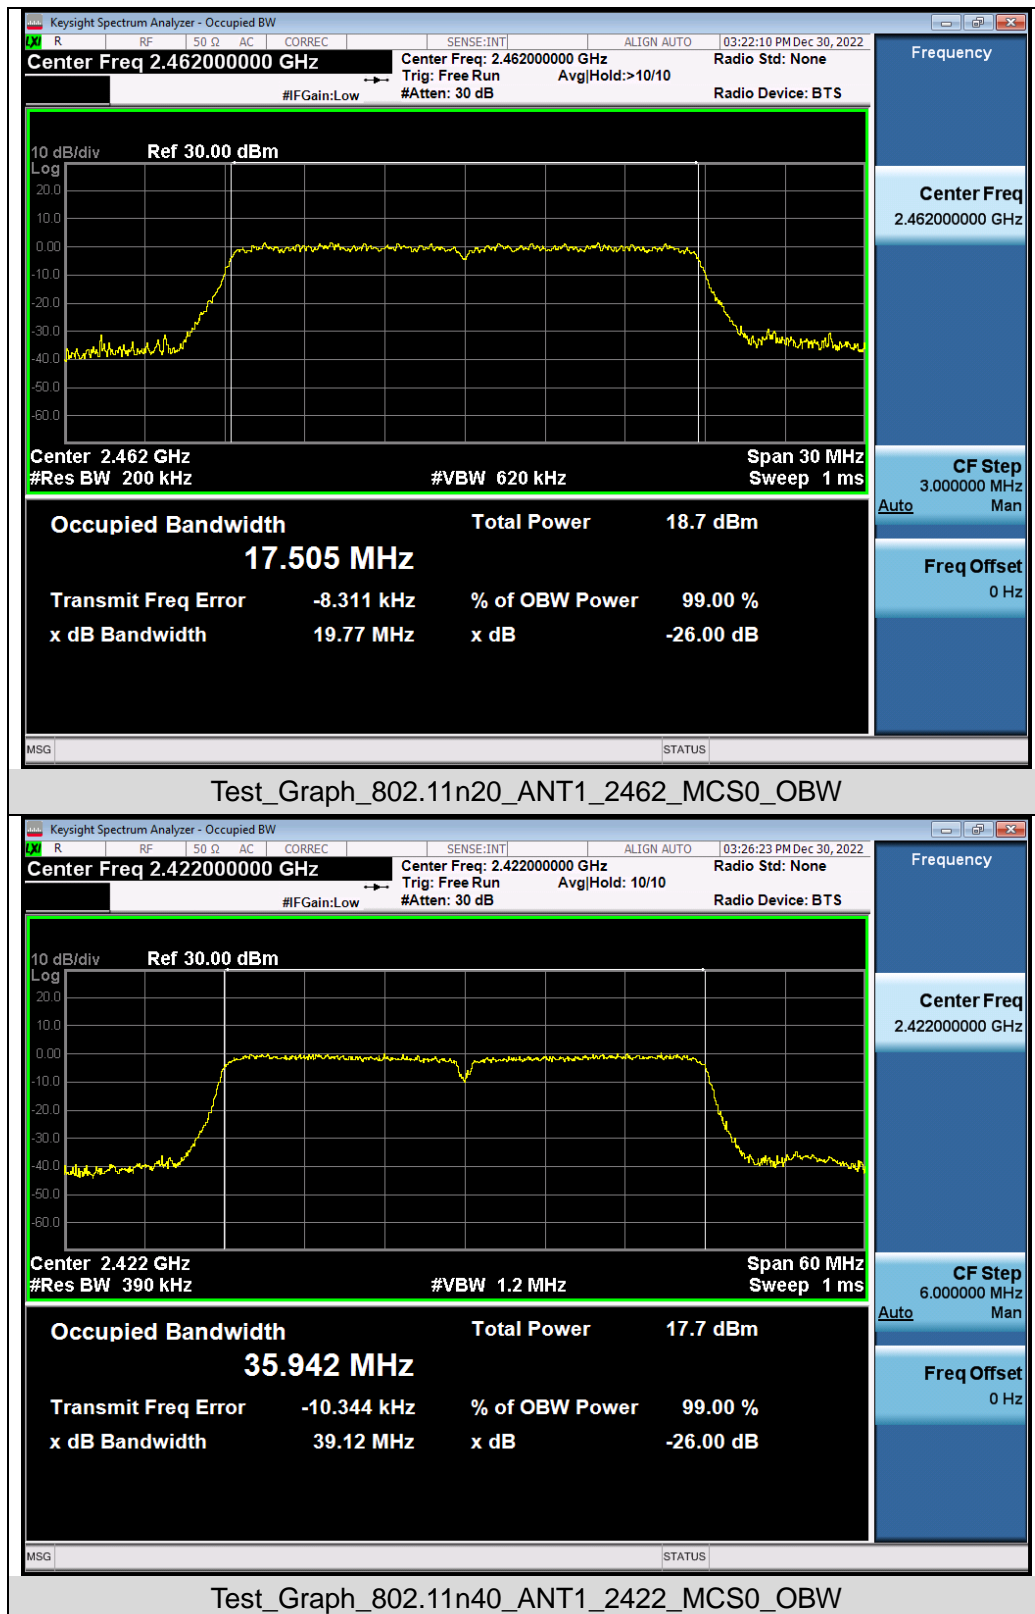 Keysight Spectrum Analyzer - Occupied BW
LXI R RF 50 Ω AC CORREC SENSE:INT ALIGN AUTO 03:22:10 PM Dec 30, 2022
Center Freq 2.462000000 GHz Center Freq: 2.462000000 GHz Radio Std: None
Trig: Free Run Avg|Hold:>10/10
#IFGain:Low #Atten: 30 dB Radio Device: BTS
Frequency
10 dB/div Ref 30.00 dBm
Log
20.0
10.0
0.00
-10.0
-20.0
-30.0
-40.0
-50.0
-60.0
Center 2.462 GHz Span 30 MHz
#Res BW 200 kHz #VBW 620 kHz Sweep 1 ms
Center Freq
2.462000000 GHz
CF Step
3.000000 MHz
Auto Man
Freq Offset
0 Hz
Occupied Bandwidth Total Power 18.7 dBm
17.505 MHz
Transmit Freq Error -8.311 kHz % of OBW Power 99.00 %
x dB Bandwidth 19.77 MHz x dB -26.00 dB
MSG STATUS
Test_Graph_802.11n20_ANT1_2462_MCS0_OBW
Keysight Spectrum Analyzer - Occupied BW
LXI R RF 50 Ω AC CORREC SENSE:INT ALIGN AUTO 03:26:23 PM Dec 30, 2022
Center Freq 2.422000000 GHz Center Freq: 2.422000000 GHz Radio Std: None
Trig: Free Run Avg|Hold: 10/10
#IFGain:Low #Atten: 30 dB Radio Device: BTS
Frequency
10 dB/div Ref 30.00 dBm
Log
20.0
10.0
0.00
-10.0
-20.0
-30.0
-40.0
-50.0
-60.0
Center 2.422 GHz Span 60 MHz
#Res BW 390 kHz #VBW 1.2 MHz Sweep 1 ms
Center Freq
2.422000000 GHz
CF Step
6.000000 MHz
Auto Man
Freq Offset
0 Hz
Occupied Bandwidth Total Power 17.7 dBm
35.942 MHz
Transmit Freq Error -10.344 kHz % of OBW Power 99.00 %
x dB Bandwidth 39.12 MHz x dB -26.00 dB
MSG STATUS
Test_Graph_802.11n40_ANT1_2422_MCS0_OBW